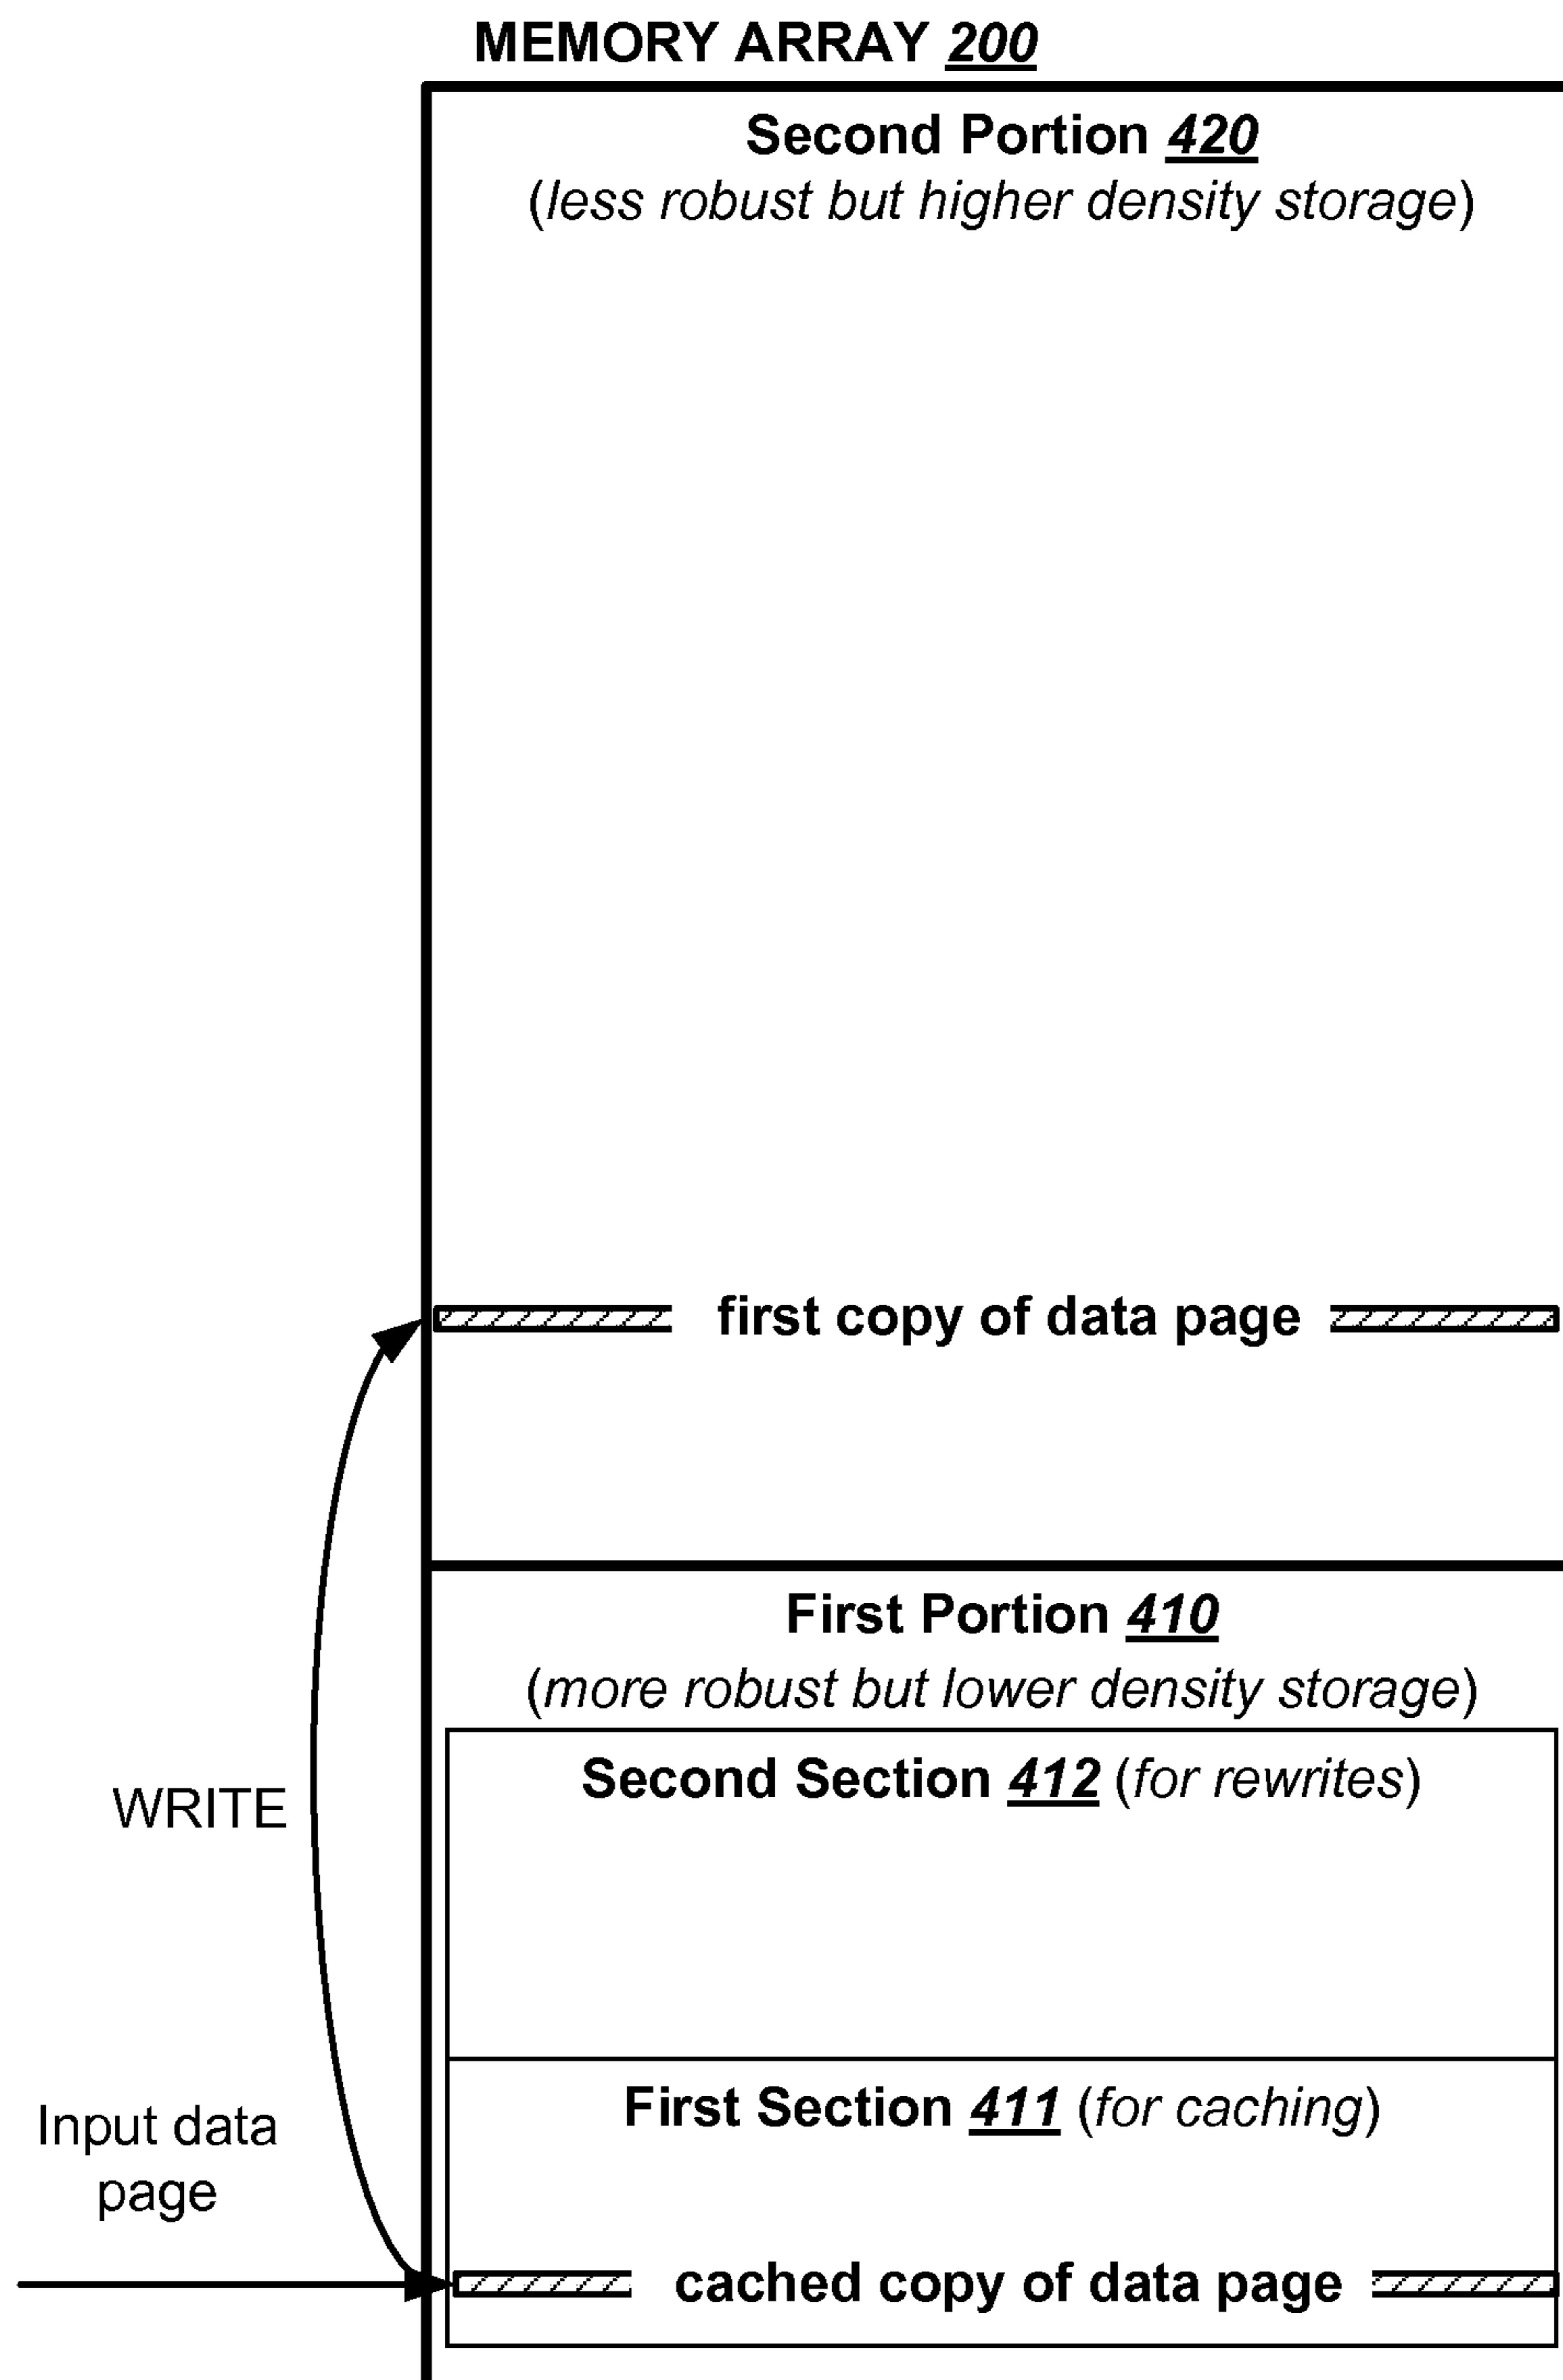 MEMORY ARRAY 200
Second Portion 420
(less robust but higher density storage)
first copy of data page
First Portion 410
(more robust but lower density storage)
Second Section 412 (for rewrites)
WRITE
First Section 411 (for caching)
Input data
page
cached copy of data page